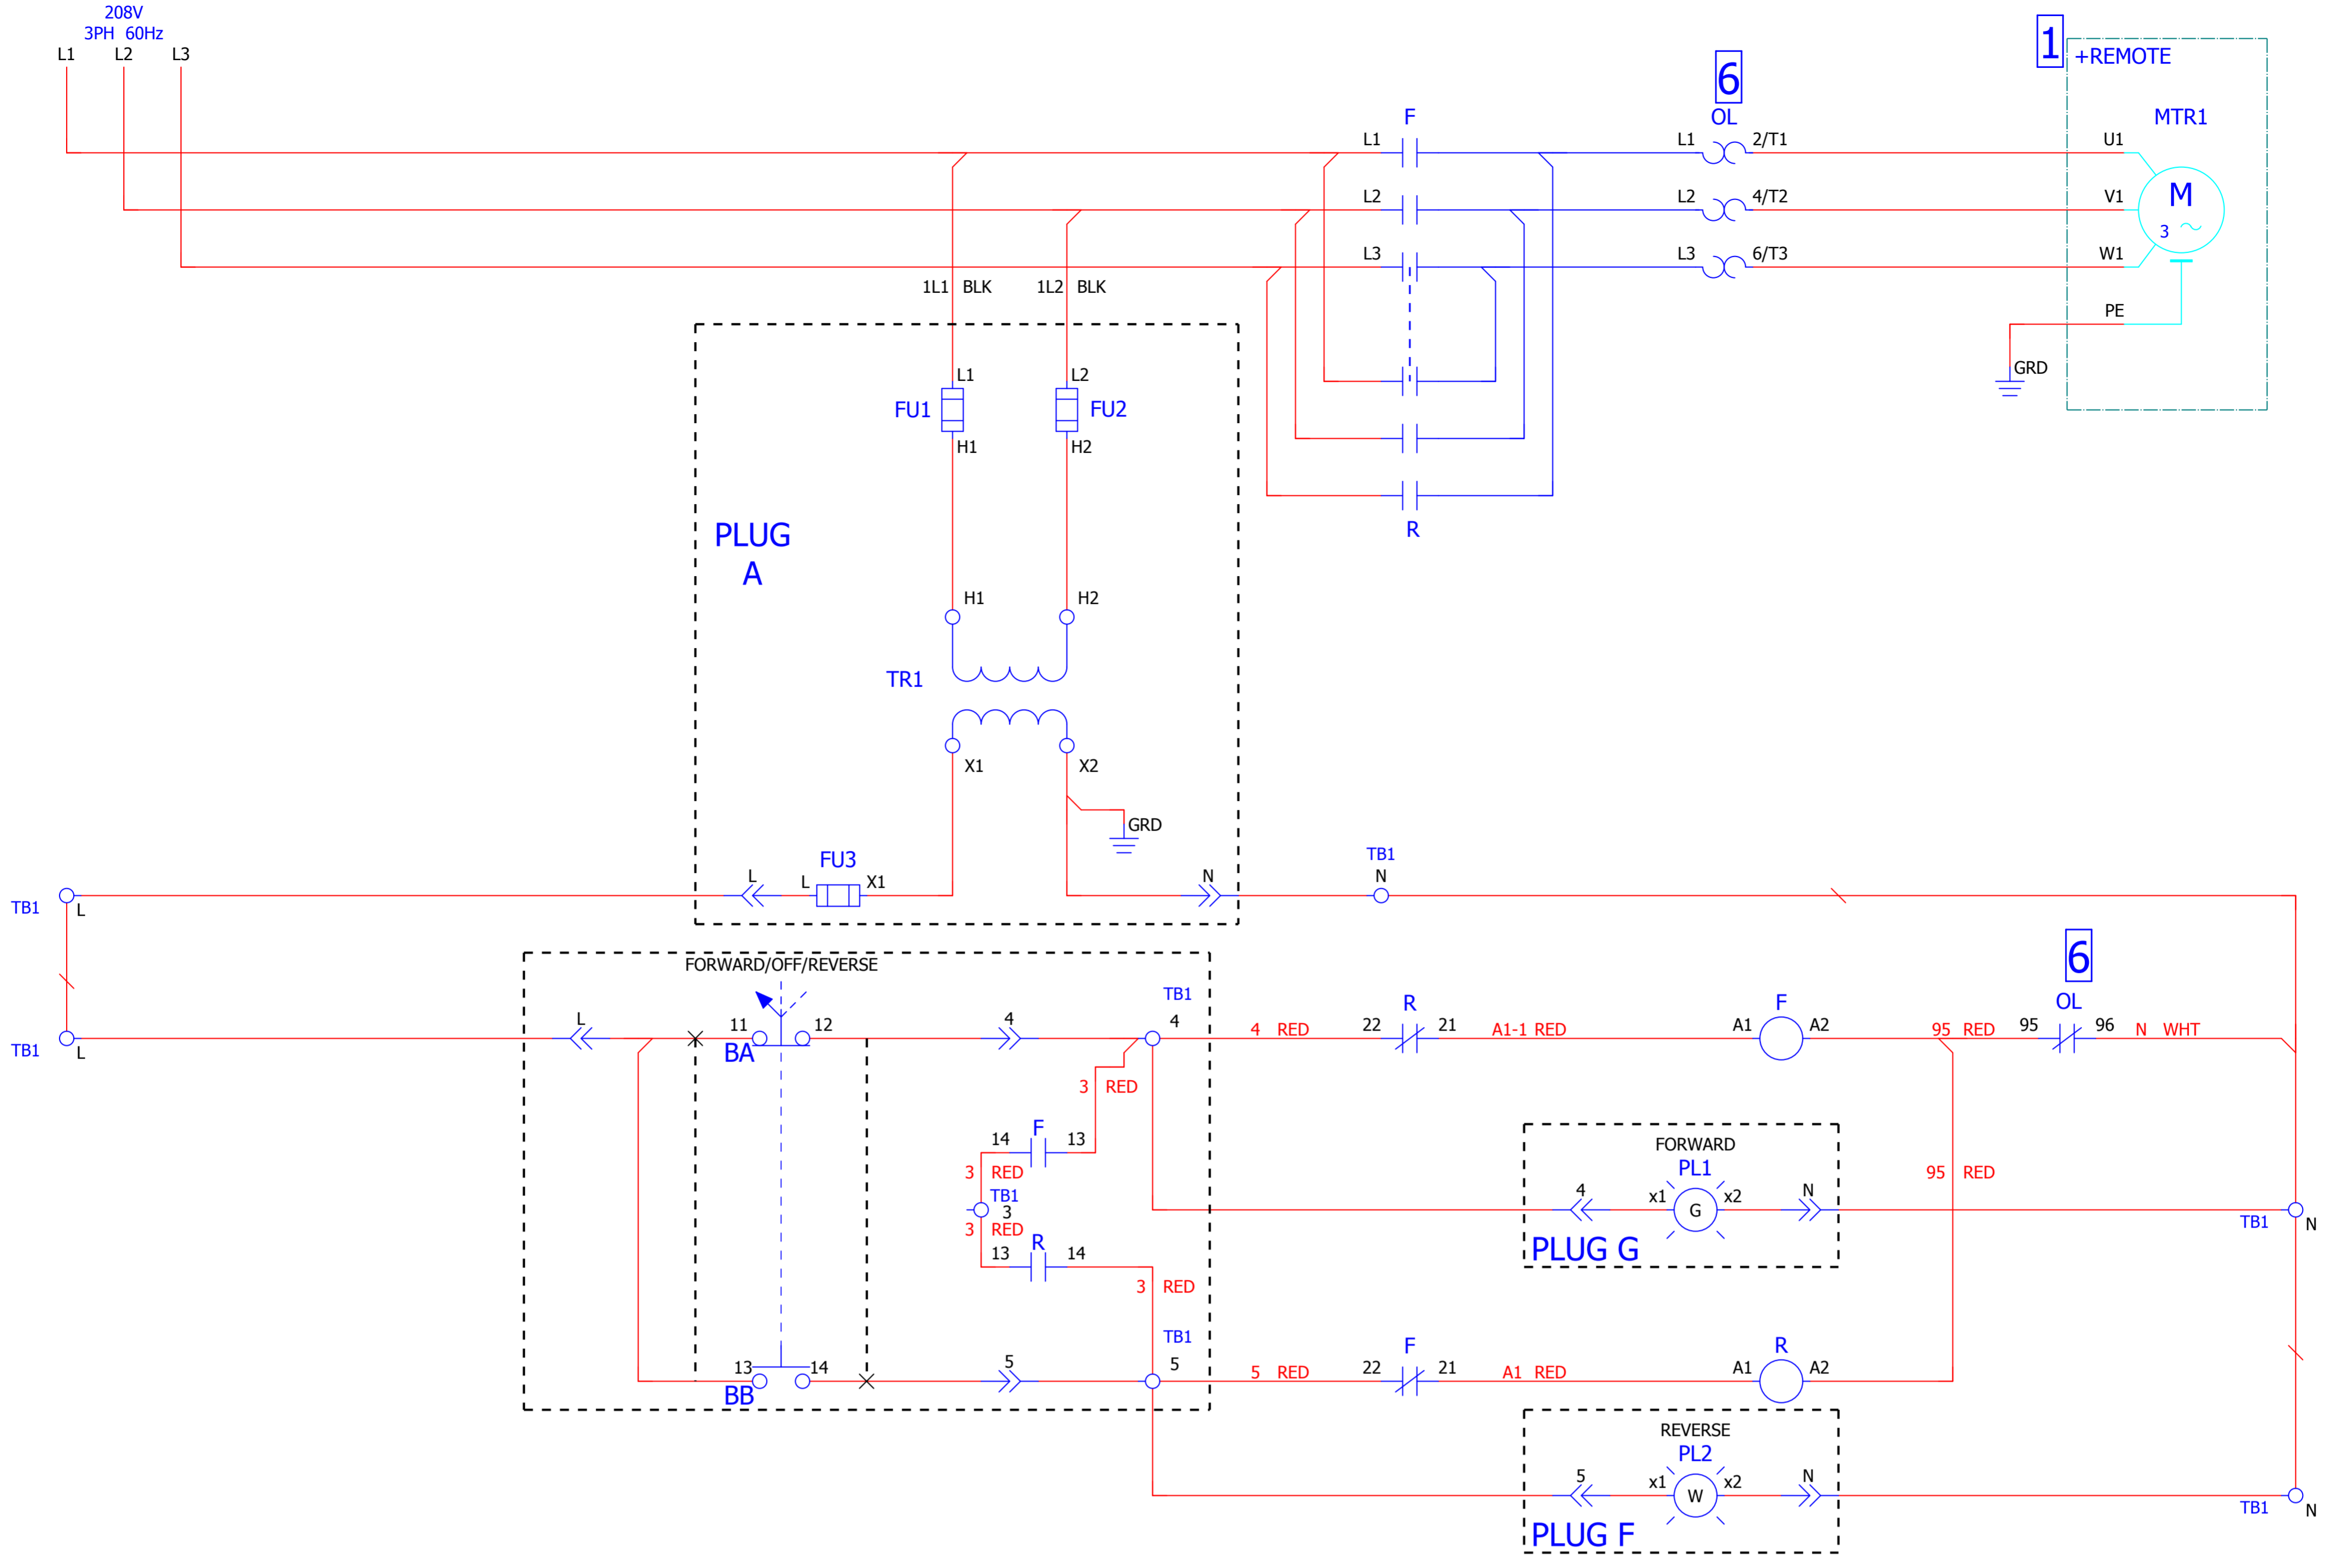 208V
3PH 60Hz
L1 L2 L3
1
+REMOTE
6
OL
F
MTR1
L1 L1 2/T1 U1
M
3
L2 L2 4/T2 V1
L3 L3 6/T3 W1
1L1 BLK 1L2 BLK
PE
GRD
L1 L2
FU1 FU2
H1 H2
R
PLUG
A
H1 H2
TR1
X1 X2
GRD
FU3
L L X1 N
TB1
N
TB1 L
6
OL
FORWARD/OFF/REVERSE
TB1
L 11 12 4 4
BA
TB1 L
4 RED
R
22 21
A1-1 RED
F
A1 A2
95 RED
95 96
N WHT
3 RED
F
14 13
3 RED
TB1
3
3 RED
R
13 14
3 RED
FORWARD
PL1
4 x1 G x2 N
PLUG G
95 RED
TB1 N
TB1
13 14 5 5
BB
5 RED
F
22 21
A1 RED
R
A1 A2
REVERSE
PL2
5 x1 W x2 N
PLUG F
TB1 N